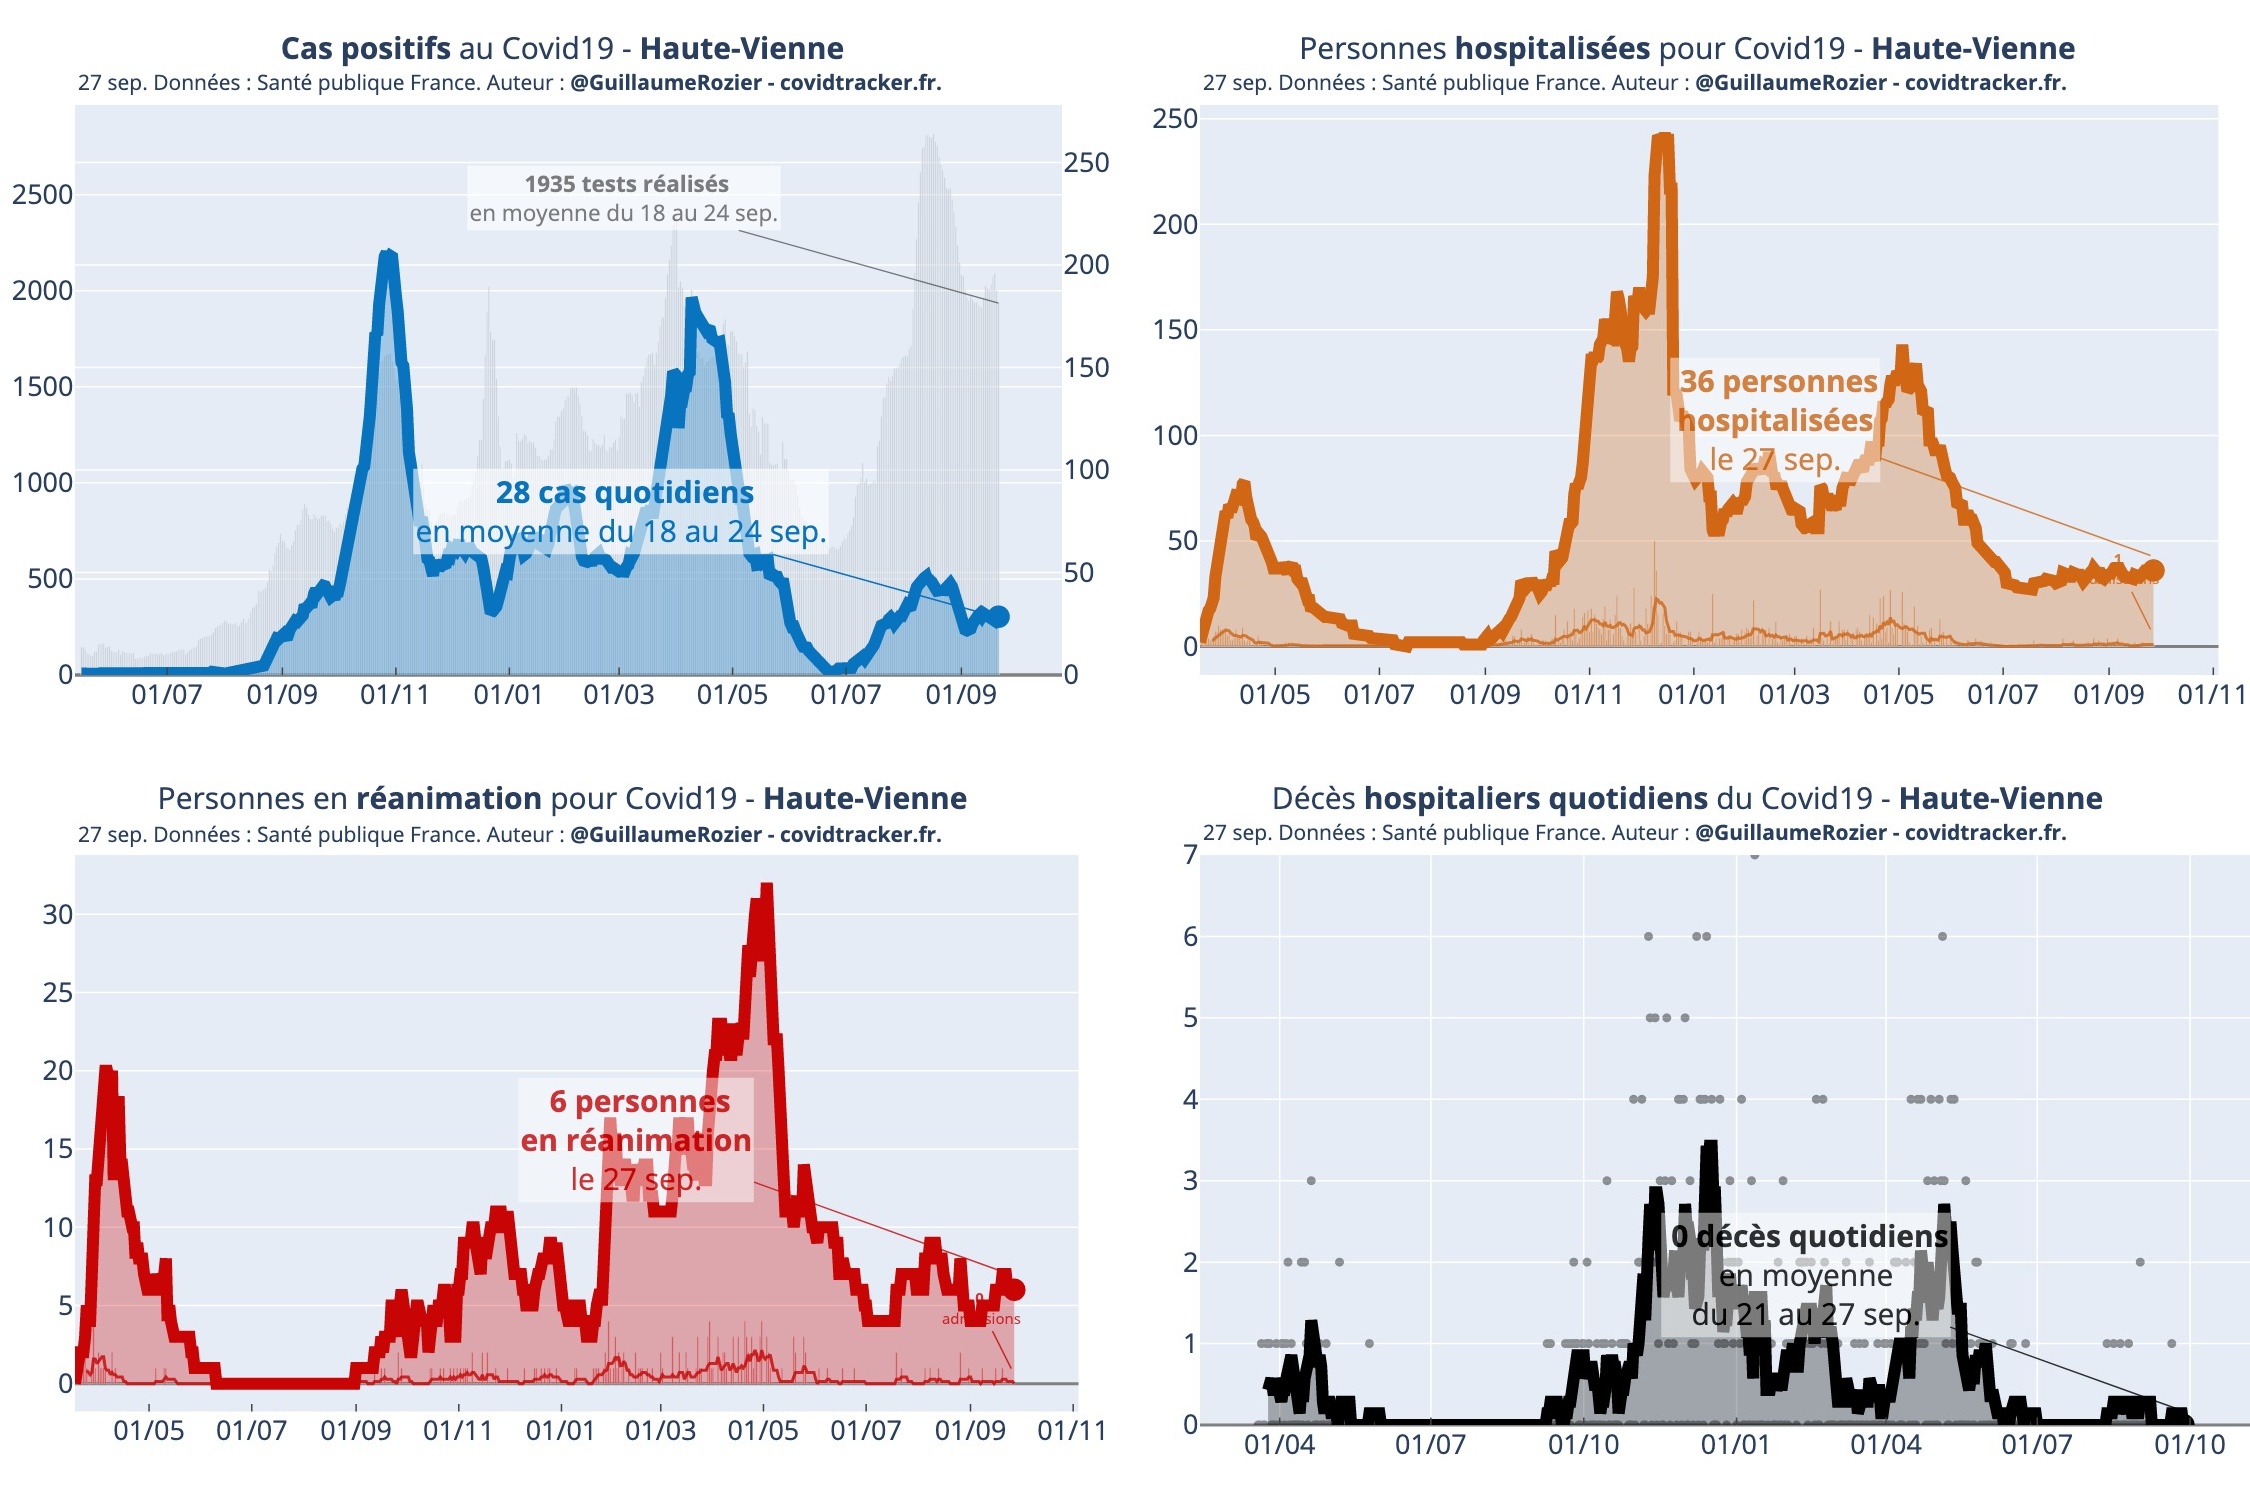 Cas positifs au Covid19 - Haute-Vienne
27 sep. Données : Santé publique France. Auteur : @GuillaumeRozier - covidtracker.fr.
1935 tests réalisés
en moyenne du 18 au 24 sep.
28 cas quotidiens
en moyenne du 18 au 24 sep.
2500
2000
1500
1000
500
0
250
200
150
100
50
0
01/07 01/09 01/11 01/01 01/03 01/05 01/07 01/09
Personnes hospitalisées pour Covid19 - Haute-Vienne
27 sep. Données : Santé publique France. Auteur : @GuillaumeRozier - covidtracker.fr.
250
200
150
100
50
0
36 personnes
hospitalisées
le 27 sep.
1
01/05 01/07 01/09 01/11 01/01 01/03 01/05 01/07 01/09 01/11
Personnes en réanimation pour Covid19 - Haute-Vienne
27 sep. Données : Santé publique France. Auteur : @GuillaumeRozier - covidtracker.fr.
30
25
20
15
10
5
0
6 personnes
en réanimation
le 27 sep.
admissions
01/05 01/07 01/09 01/11 01/01 01/03 01/05 01/07 01/09 01/11
Décès hospitaliers quotidiens du Covid19 - Haute-Vienne
27 sep. Données : Santé publique France. Auteur : @GuillaumeRozier - covidtracker.fr.
7
6
5
4
3
2
1
0
0 décès quotidiens
en moyenne
du 21 au 27 sep.
01/04 01/07 01/10 01/01 01/04 01/07 01/10